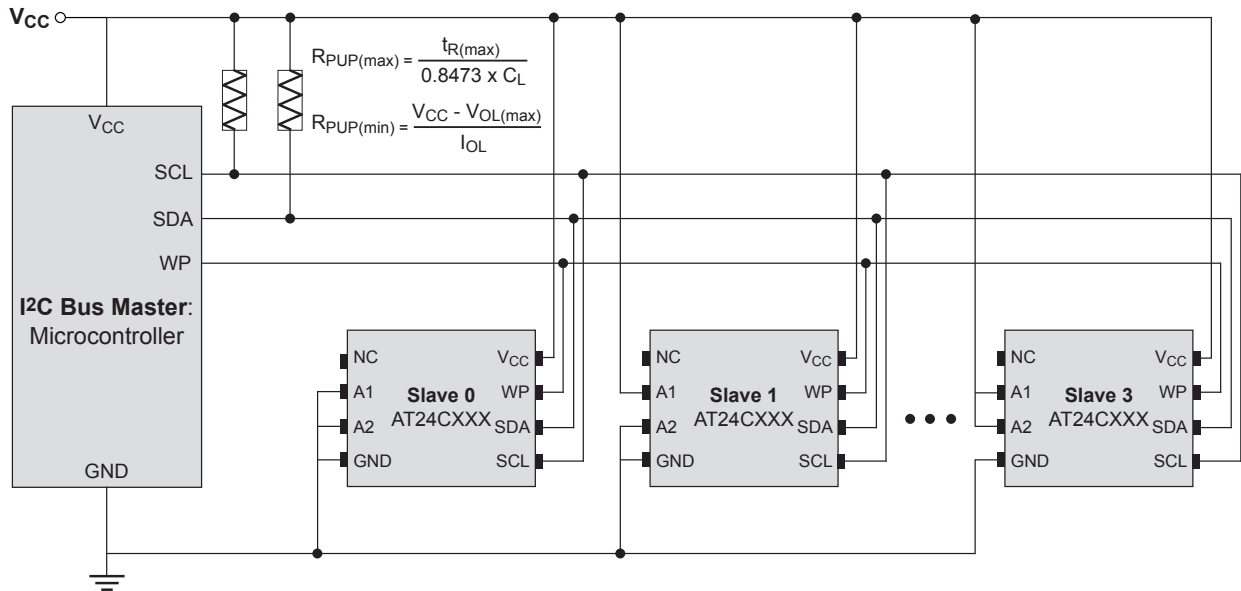 VCC
RPUP(max) = tR(max) / 0.8473 x CL
RPUP(min) = VCC - VOL(max) / IOL
VCC
SCL
SDA
WP
I2C Bus Master:
Microcontroller
GND
NC
A1
A2
GND
Slave 0
AT24CXXX
VCC
WP
SDA
SCL
NC
A1
A2
GND
Slave 1
AT24CXXX
VCC
WP
SDA
SCL
NC
A1
A2
GND
Slave 3
AT24CXXX
VCC
WP
SDA
SCL